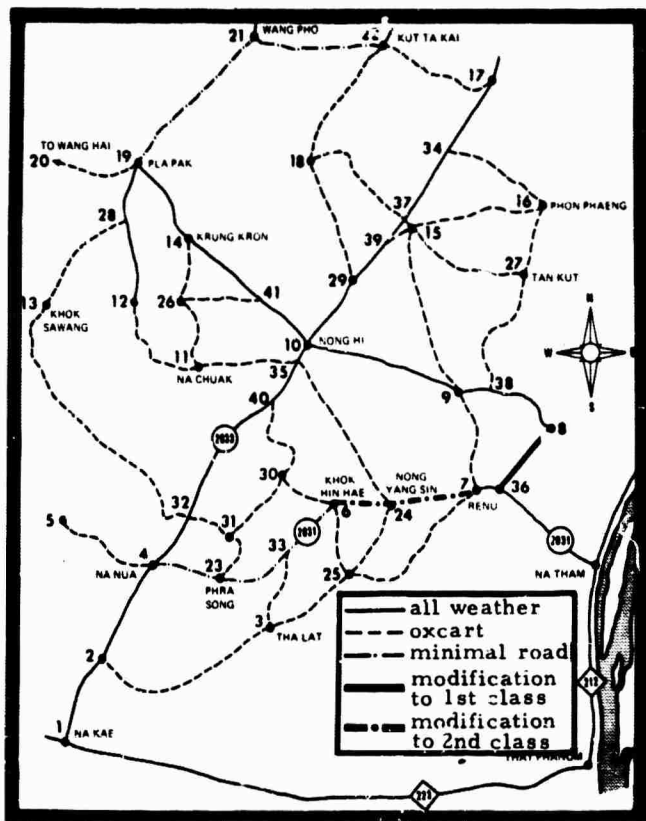 21 WANG PHO
KUT TA KAI
17
TO WANG HAI
20
19
PLA PAK
18
34
16
PHON PHAENG
28
14
KRUNG KRON
37
39
15
27
TAN KUT
29
13
KHOK
SAWANG
12
26
41
N
W
E
S
10
NONG HI
11
NA CHUAK
35
40
9
38
8
2033
30
KHOK
HIN HAE
6
NONG
YANG SIN
24
7
RENU
36
32
5
31
2031
33
2031
4
NA NUA
23
PHRA
SONG
25
NA THAM
3
THA LAT
2
1
NA KAE
all weather
oxcart
minimal road
modification
to 1st class
modification
to 2nd class
212
223